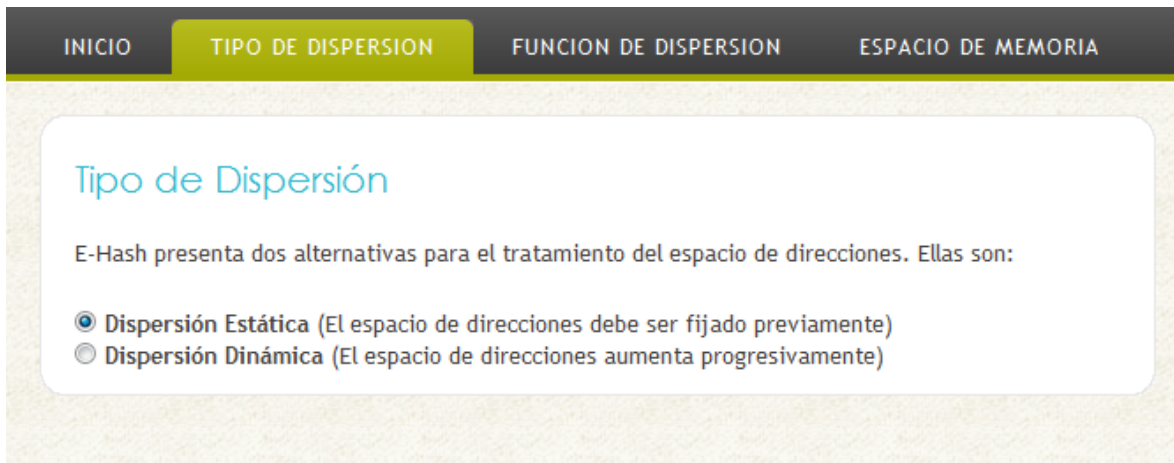 INICIO TIPO DE DISPERSION FUNCION DE DISPERSION ESPACIO DE MEMORIA
Tipo de Dispersión
E-Hash presenta dos alternativas para el tratamiento del espacio de direcciones. Ellas son:
Dispersión Estática (El espacio de direcciones debe ser fijado previamente)
Dispersión Dinámica (El espacio de direcciones aumenta progresivamente)